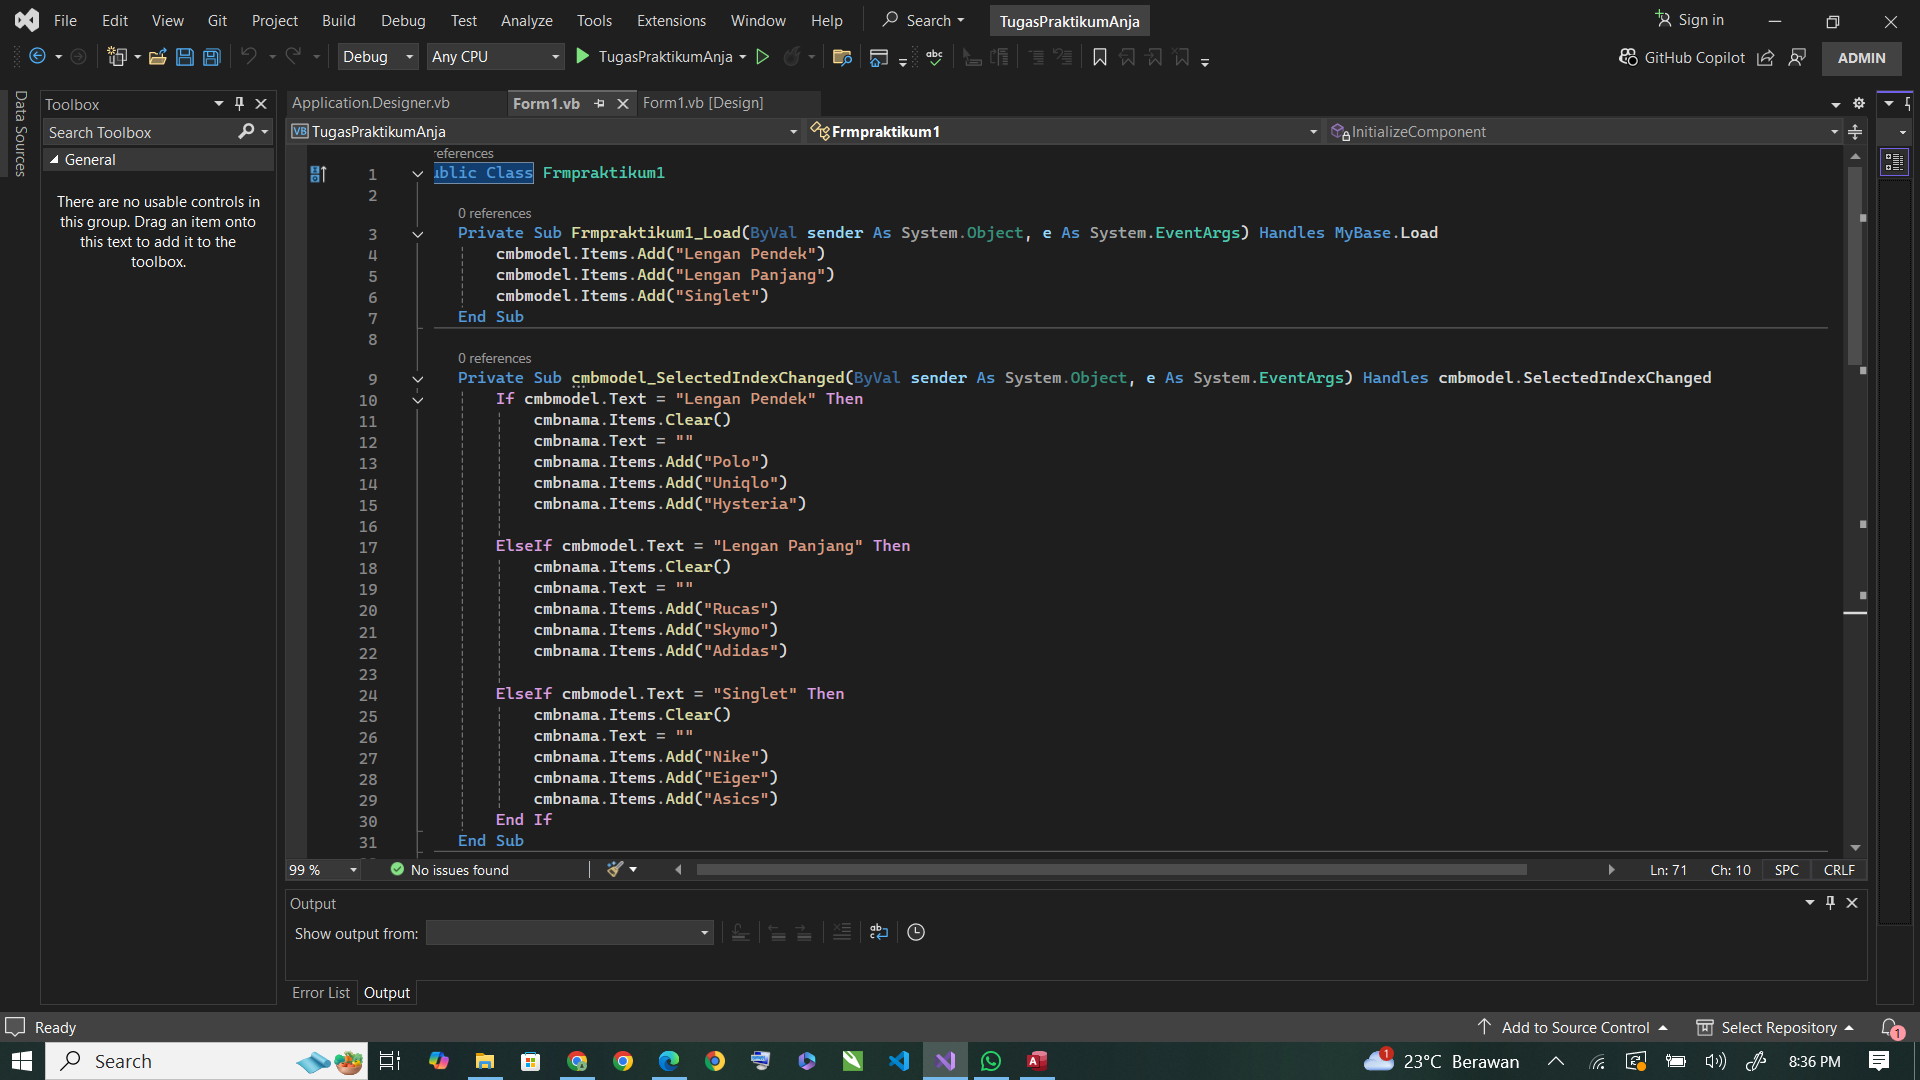 File Edit View Git Project Build Debug Test Analyze Tools Extensions Window Help Search TugasPraktikumAnja Sign in
Debug Any CPU TugasPraktikumAnja GitHub Copilot ADMIN
Data Sources
Toolbox
Search Toolbox
General
There are no usable controls in
this group. Drag an item onto
this text to add it to the
toolbox.
Application.Designer.vb Form1.vb Form1.vb [Design]
VB TugasPraktikumAnja Frmpraktikum1 InitializeComponent
references
1 ublic Class Frmpraktikum1
2
0 references
3 Private Sub Frmpraktikum1_Load(ByVal sender As System.Object, e As System.EventArgs) Handles MyBase.Load
4 cmbmodel.Items.Add("Lengan Pendek")
5 cmbmodel.Items.Add("Lengan Panjang")
6 cmbmodel.Items.Add("Singlet")
7 End Sub
8
0 references
9 Private Sub cmbmodel_SelectedIndexChanged(ByVal sender As System.Object, e As System.EventArgs) Handles cmbmodel.SelectedIndexChanged
10 If cmbmodel.Text = "Lengan Pendek" Then
11 cmbnama.Items.Clear()
12 cmbnama.Text = ""
13 cmbnama.Items.Add("Polo")
14 cmbnama.Items.Add("Uniqlo")
15 cmbnama.Items.Add("Hysteria")
16
17 ElseIf cmbmodel.Text = "Lengan Panjang" Then
18 cmbnama.Items.Clear()
19 cmbnama.Text = ""
20 cmbnama.Items.Add("Rucas")
21 cmbnama.Items.Add("Skymo")
22 cmbnama.Items.Add("Adidas")
23
24 ElseIf cmbmodel.Text = "Singlet" Then
25 cmbnama.Items.Clear()
26 cmbnama.Text = ""
27 cmbnama.Items.Add("Nike")
28 cmbnama.Items.Add("Eiger")
29 cmbnama.Items.Add("Asics")
30 End If
31 End Sub
99 % No issues found Ln: 71 Ch: 10 SPC CRLF
Output
Show output from:
Error List Output
Ready Add to Source Control Select Repository 1
Search 1 23°C Berawan 8:36 PM